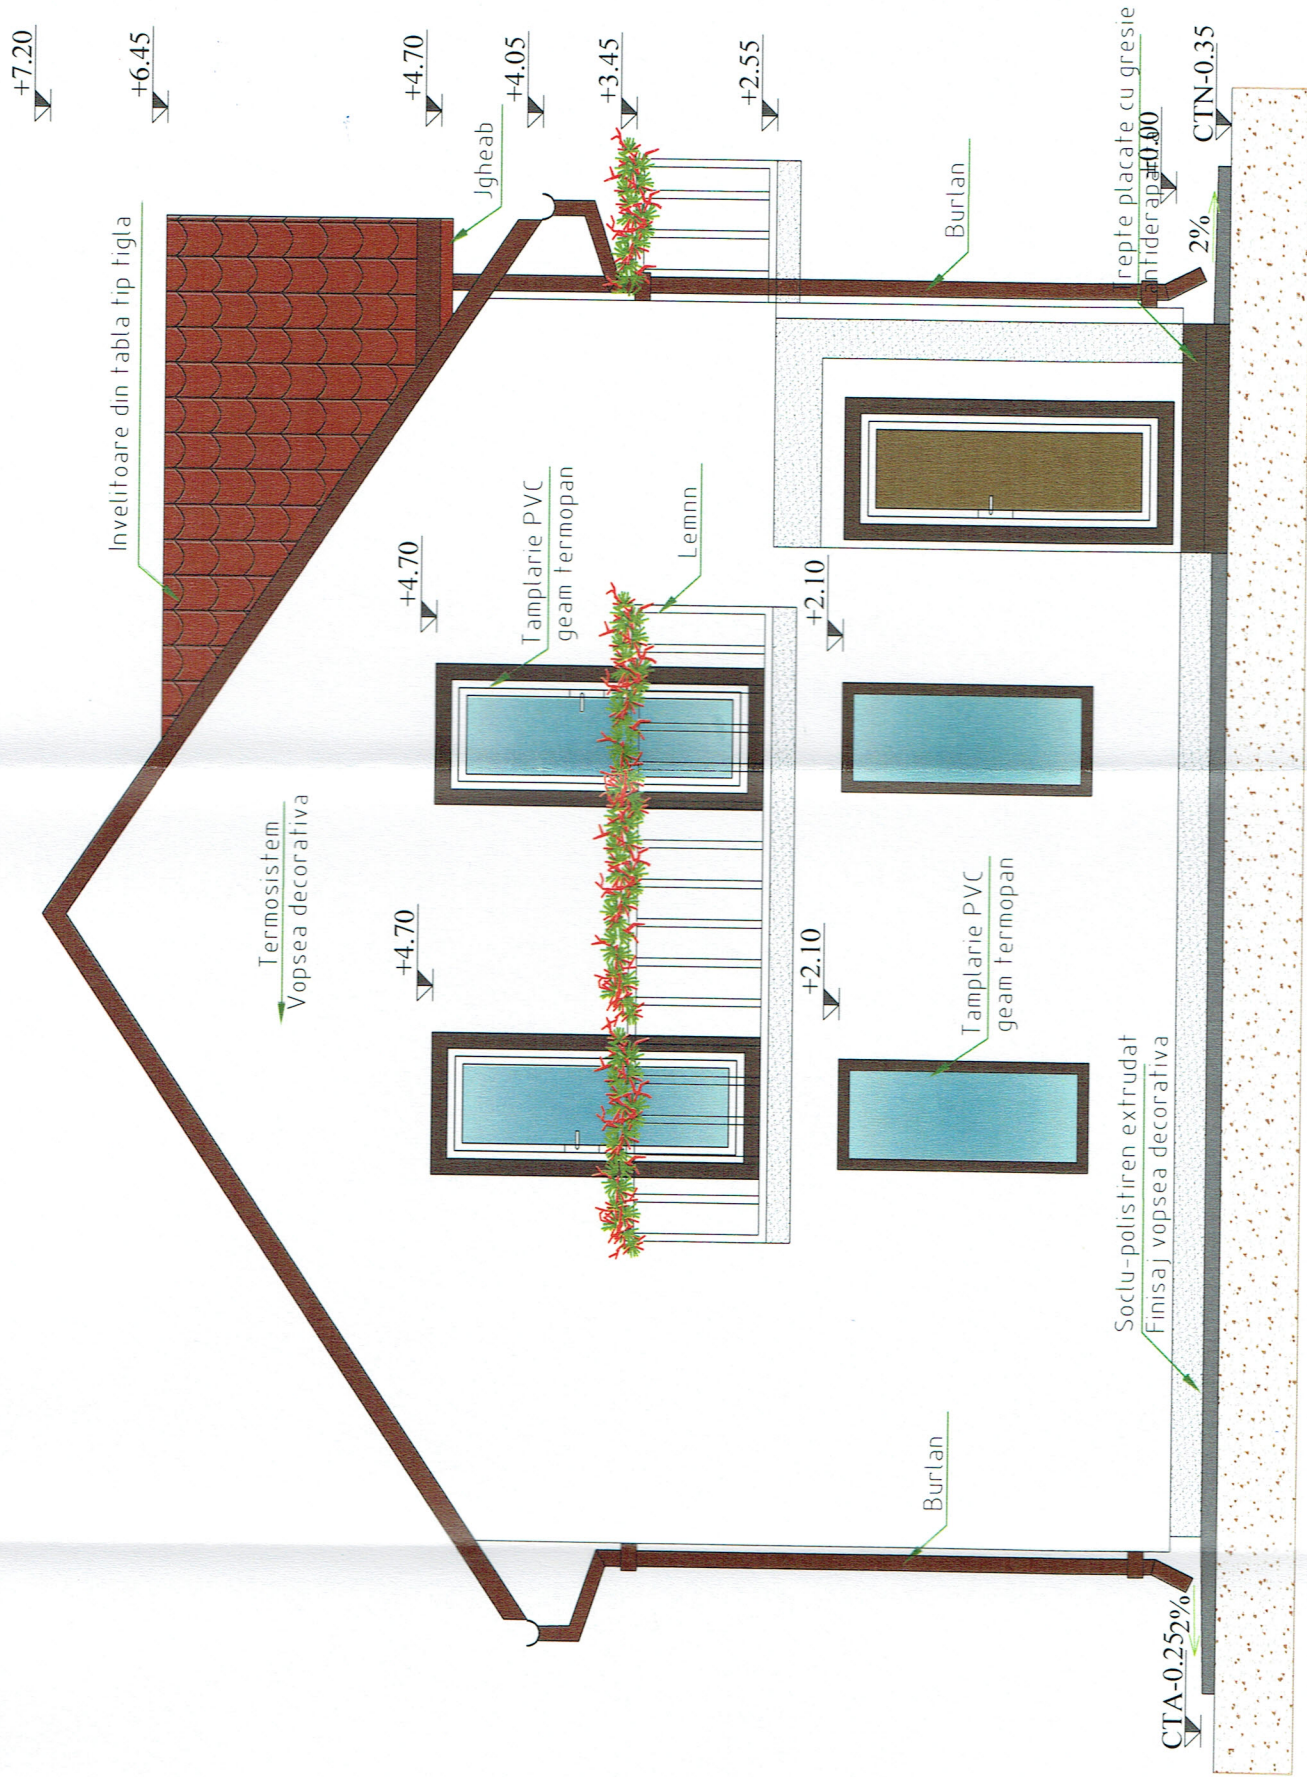 +7.20
+6.45
+4.70
+4.05
+3.45
+2.55
±0.00
CTN-0.35
Invelitoare din tabla tip tigla
Jgheab
Termosistem
Vopsea decorativa
+4.70
+4.70
Tamplarie PVC
geam termopan
Lemnn
+2.10
+2.10
Burlan
Trepte placate cu gresie
antiderapanta
2%
Tamplarie PVC
geam termopan
Soclu-polistiren extrudat
Finisaj vopsea decorativa
Burlan
2%
CTA-0.25